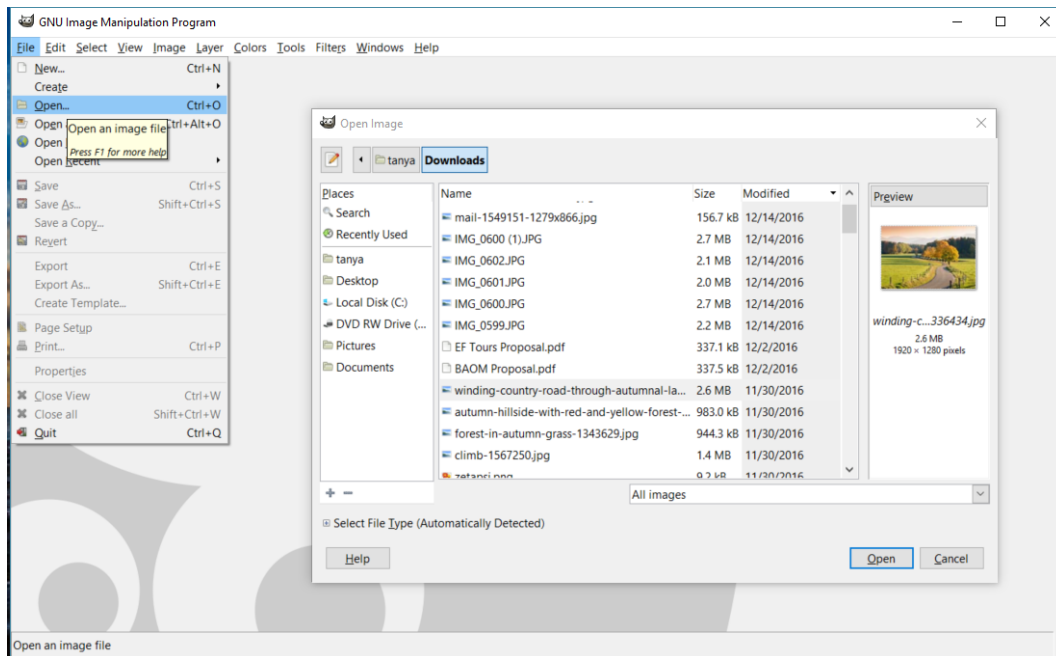 GNU Image Manipulation Program
File Edit Select View Image Layer Colors Tools Filters Windows Help
New... Ctrl+N
Create
Open... Ctrl+O
Open Ctrl+Alt+O
Open an image file
Press F1 for more help
Open
Open Recent
Save Ctrl+S
Save As... Shift+Ctrl+S
Save a Copy...
Revert
Export Ctrl+E
Export As... Shift+Ctrl+E
Create Template...
Page Setup
Print... Ctrl+P
Properties
Close View Ctrl+W
Close all Shift+Ctrl+W
Quit Ctrl+Q
Open Image
tanya Downloads
Places
Search
Recently Used
tanya
Desktop
Local Disk (C:)
DVD RW Drive (...
Pictures
Documents
Name Size Modified
mail-1549151-1279x866.jpg 156.7 kB 12/14/2016
IMG_0600 (1).JPG 2.7 MB 12/14/2016
IMG_0602.JPG 2.1 MB 12/14/2016
IMG_0601.JPG 2.0 MB 12/14/2016
IMG_0600.JPG 2.7 MB 12/14/2016
IMG_0599.JPG 2.2 MB 12/14/2016
EF Tours Proposal.pdf 337.1 kB 12/2/2016
BAOM Proposal.pdf 337.5 kB 12/2/2016
winding-country-road-through-autumnal-la... 2.6 MB 11/30/2016
autumn-hillside-with-red-and-yellow-forest-... 983.0 kB 11/30/2016
forest-in-autumn-grass-1343629.jpg 944.3 kB 11/30/2016
climb-1567250.jpg 1.4 MB 11/30/2016
zetapsi.png 9.2 kB 11/30/2016
Preview
winding-c...336434.jpg
2.6 MB
1920 × 1280 pixels
All images
Select File Type (Automatically Detected)
Help
Open Cancel
Open an image file